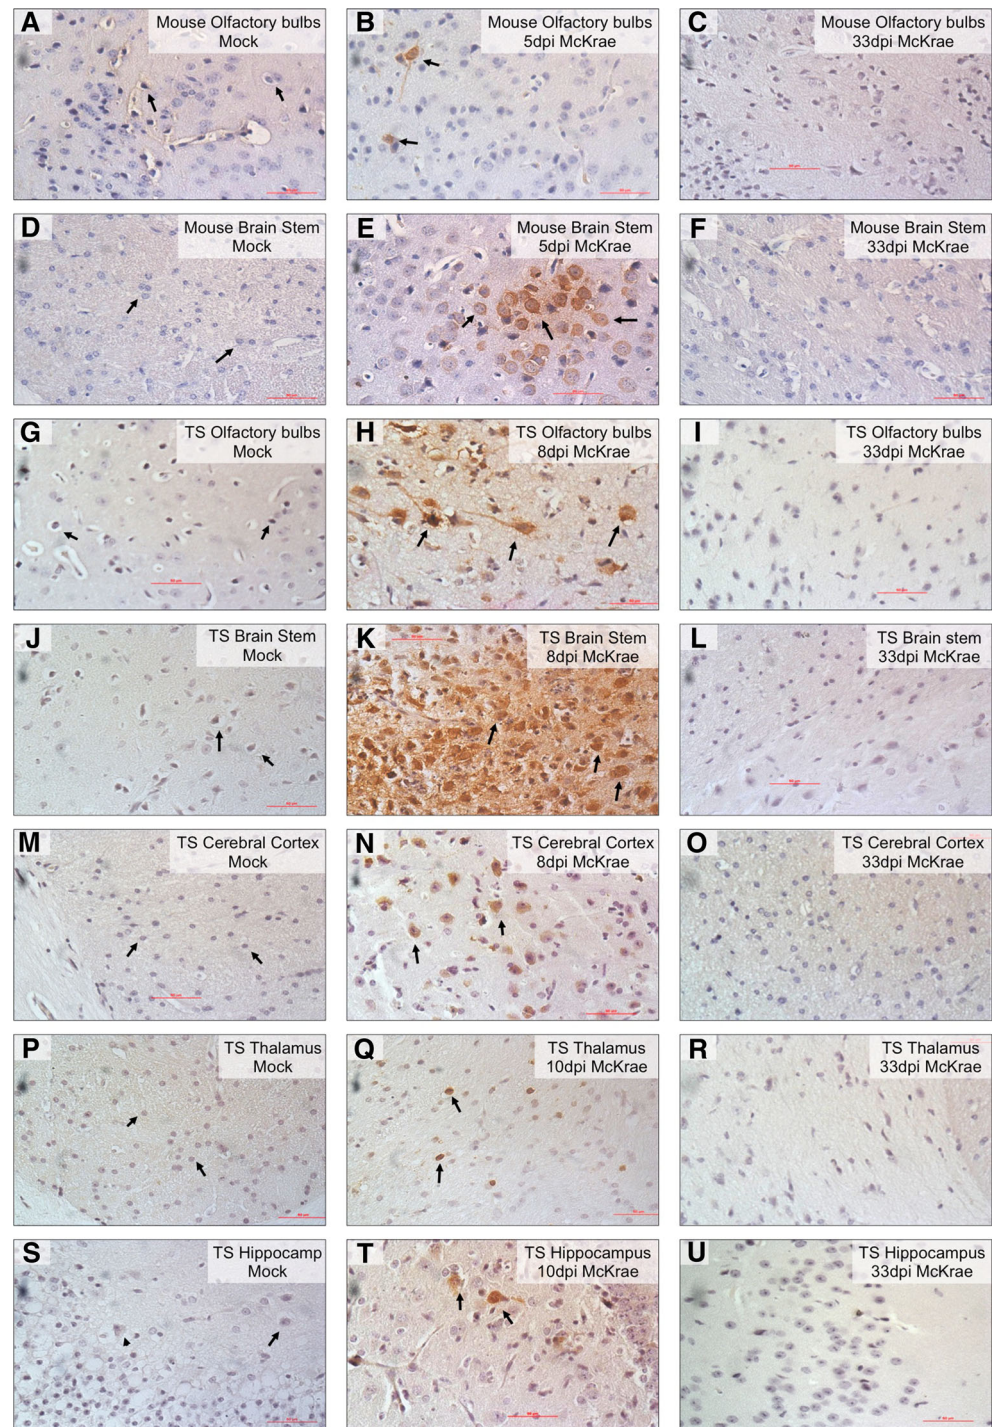 A
Mouse Olfactory bulbs
Mock
B
Mouse Olfactory bulbs
5dpi McKrae
C
Mouse Olfactory bulbs
33dpi McKrae
D
Mouse Brain Stem
Mock
E
Mouse Brain Stem
5dpi McKrae
F
Mouse Brain Stem
33dpi McKrae
G
TS Olfactory bulbs
Mock
H
TS Olfactory bulbs
8dpi McKrae
I
TS Olfactory bulbs
33dpi McKrae
J
TS Brain Stem
Mock
K
TS Brain Stem
8dpi McKrae
L
TS Brain stem
33dpi McKrae
M
TS Cerebral Cortex
Mock
N
TS Cerebral Cortex
8dpi McKrae
O
TS Cerebral Cortex
33dpi McKrae
P
TS Thalamus
Mock
Q
TS Thalamus
10dpi McKrae
R
TS Thalamus
33dpi McKrae
S
TS Hippocamp
Mock
T
TS Hippocampus
10dpi McKrae
U
TS Hippocampus
33dpi McKrae